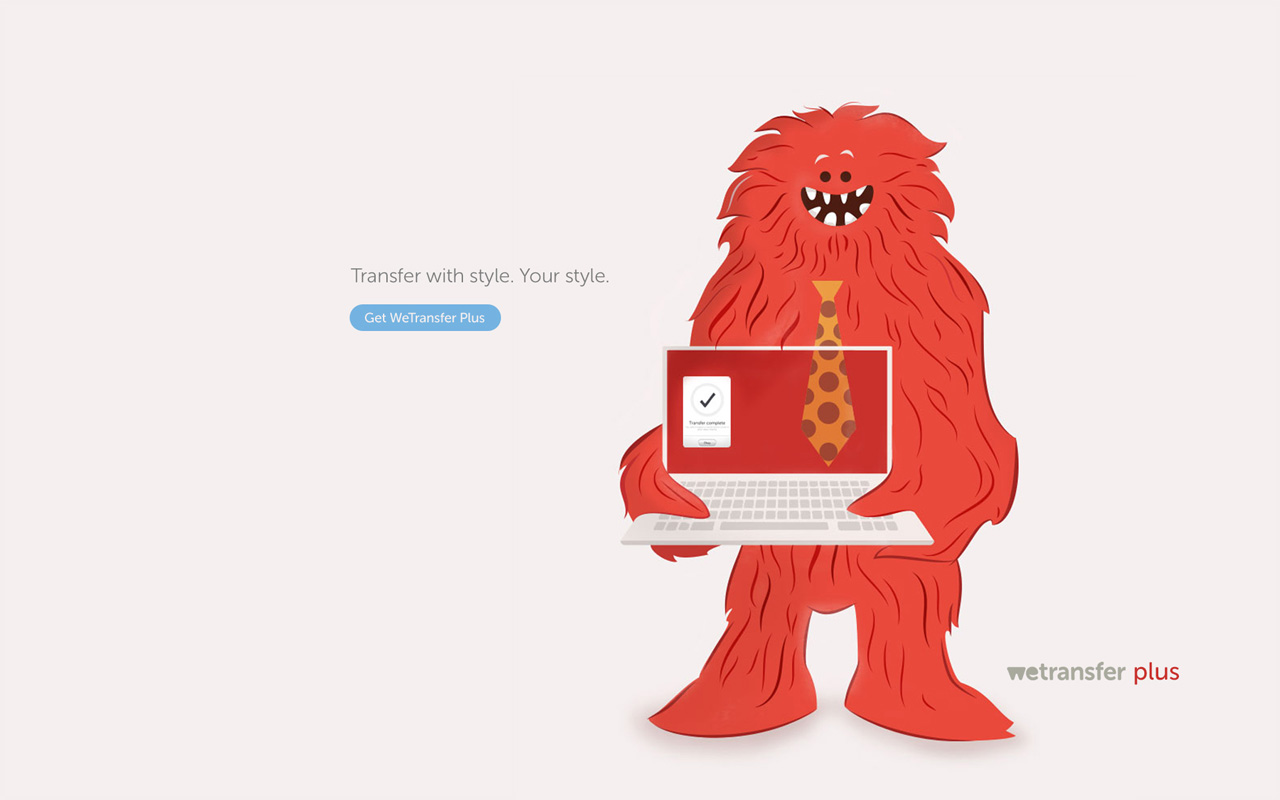 Transfer with style. Your style.
Get WeTransfer Plus
Transfer complete
wetransfer plus